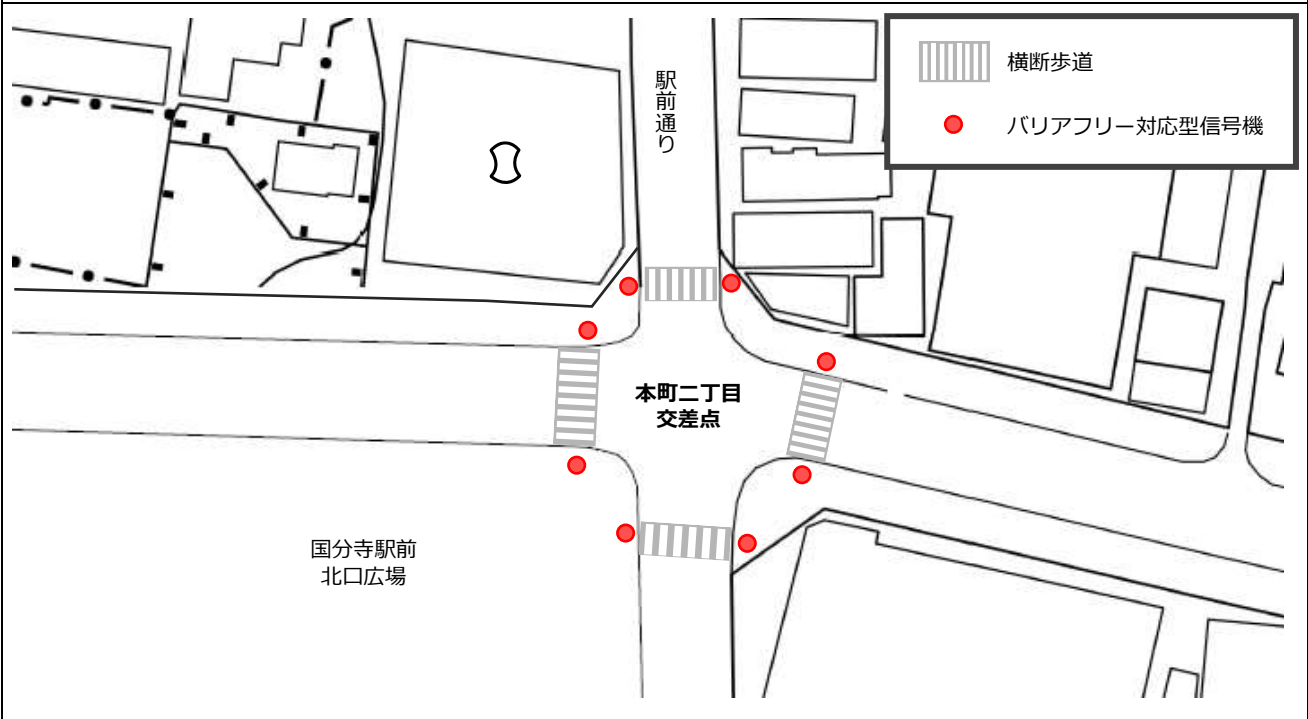 駅前通り
横断歩道
バリアフリー対応型信号機
本町二丁目
交差点
国分寺駅前
北口広場